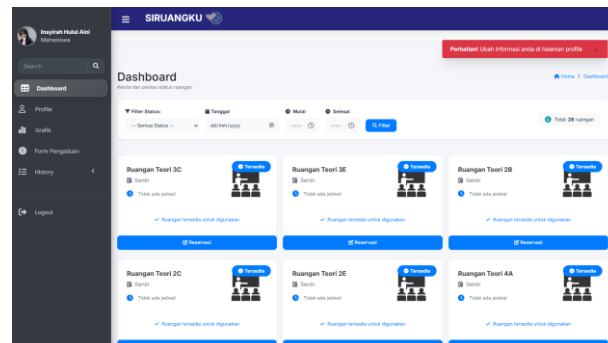 Insyirah Hulul Aini
Mahasiswa
Search
Dashboard
Profile
Grafik
Form Pengaduan
History
Logout
SIRUANGKU
Perhatian! Ubah informasi anda di halaman profile
Dashboard
Kelola dan pantau status ruangan
Home > Dashboard
Filter Status:
Tanggal
Mulai
Selesai
-- Semua Status --
dd/mm/yyyy
--:--
--:--
Filter
Total 28 ruangan
Ruangan Teori 3C
Tersedia
Senin
Tidak ada jadwal
Ruangan tersedia untuk digunakan
Reservasi
Ruangan Teori 3E
Tersedia
Senin
Tidak ada jadwal
Ruangan tersedia untuk digunakan
Reservasi
Ruangan Teori 2B
Tersedia
Senin
Tidak ada jadwal
Ruangan tersedia untuk digunakan
Reservasi
Ruangan Teori 2C
Tersedia
Senin
Tidak ada jadwal
Ruangan tersedia untuk digunakan
Ruangan Teori 2E
Tersedia
Senin
Tidak ada jadwal
Ruangan tersedia untuk digunakan
Ruangan Teori 4A
Tersedia
Senin
Tidak ada jadwal
Ruangan tersedia untuk digunakan